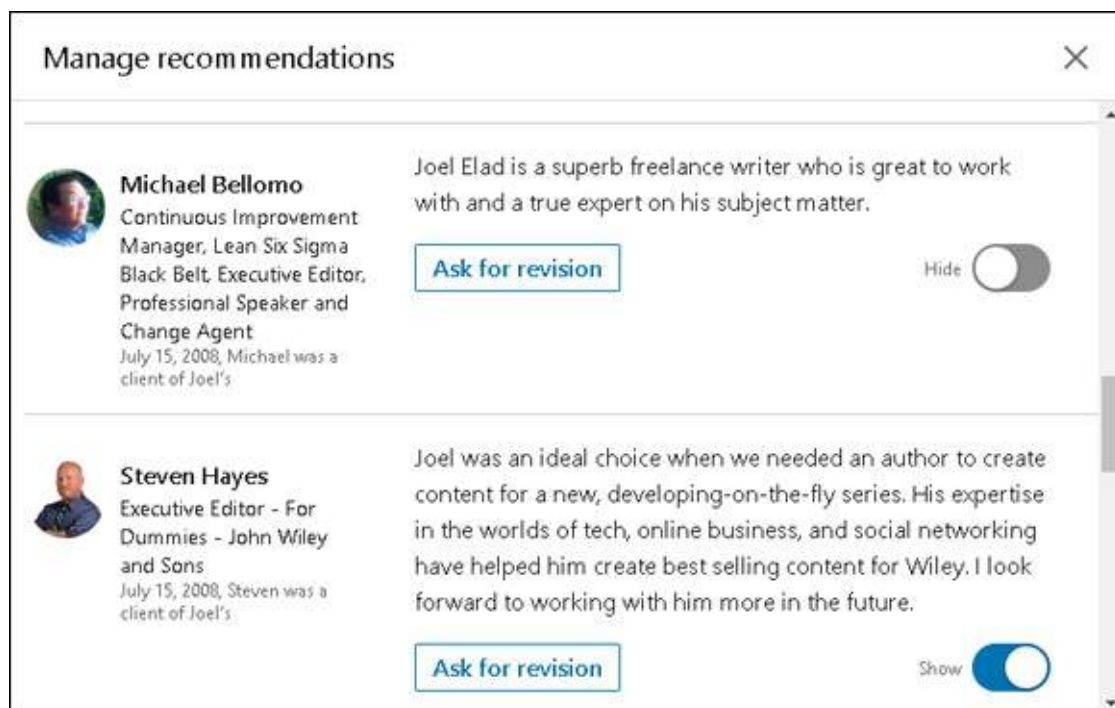 Manage recommendations
Michael Bellomo
Continuous Improvement
Manager, Lean Six Sigma
Black Belt, Executive Editor,
Professional Speaker and
Change Agent
July 15, 2008, Michael was a
client of Joel's
Joel Elad is a superb freelance writer who is great to work
with and a true expert on his subject matter.
Ask for revision
Hide
Steven Hayes
Executive Editor - For
Dummies - John Wiley
and Sons
July 15, 2008, Steven was a
client of Joel's
Joel was an ideal choice when we needed an author to create
content for a new, developing-on-the-fly series. His expertise
in the worlds of tech, online business, and social networking
have helped him create best selling content for Wiley. I look
forward to working with him more in the future.
Ask for revision
Show